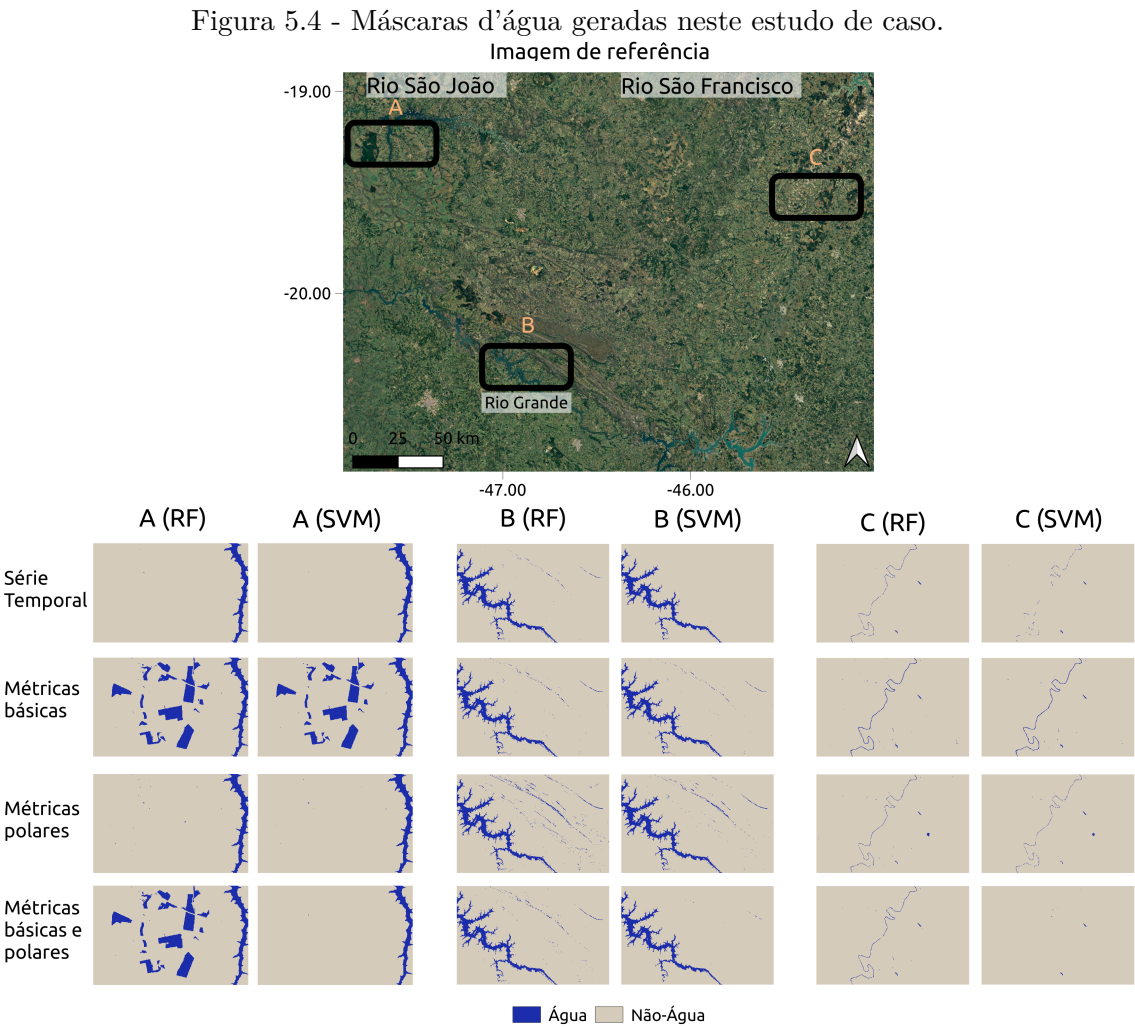 Figura 5.4 - Máscaras d'água geradas neste estudo de caso.
Imagem de referência
Rio São João
Rio São Francisco
-19.00
A
C
-20.00
B
Rio Grande
0 25 50 km
-47.00
-46.00
A (RF)
A (SVM)
B (RF)
B (SVM)
C (RF)
C (SVM)
Série
Temporal
Métricas
básicas
Métricas
polares
Métricas
básicas e
polares
Água
Não-Água